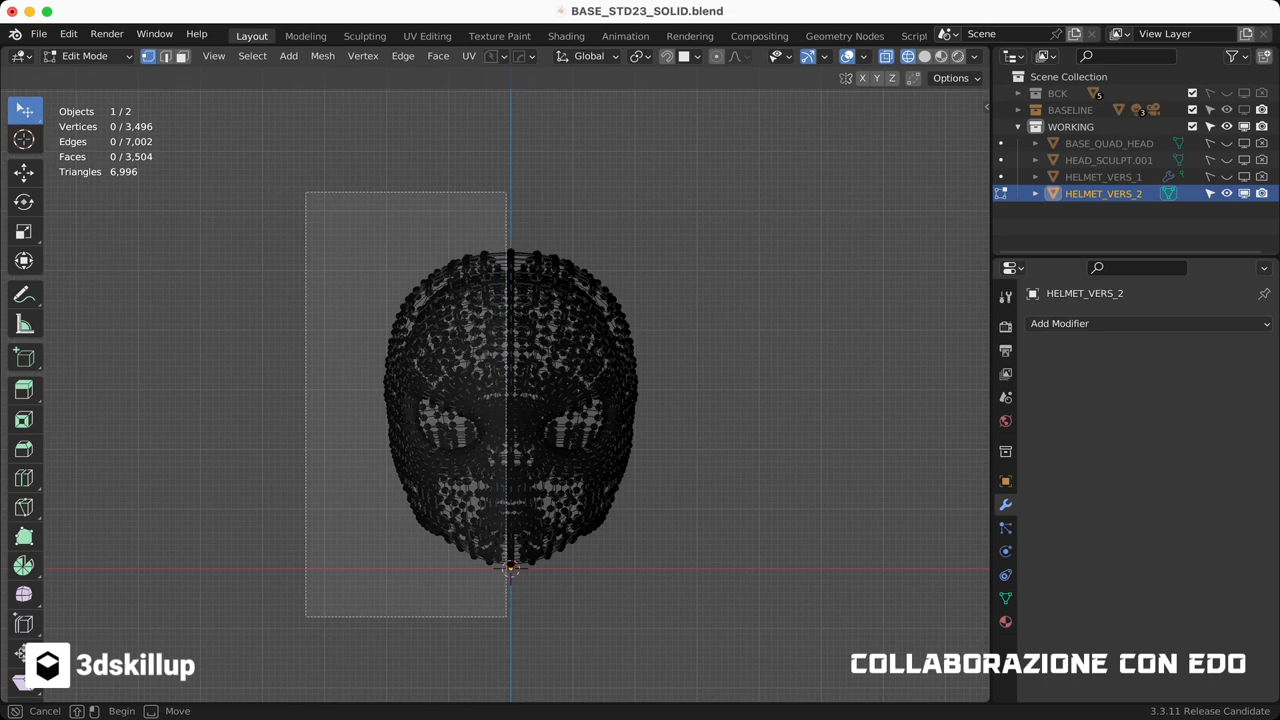 BASE_STD23_SOLID.blend
File Edit Render Window Help Layout Modeling Sculpting UV Editing Texture Paint Shading Animation Rendering Compositing Geometry Nodes Script Scene View Layer
Edit Mode View Select Add Mesh Vertex Edge Face UV Global
X Y Z Options
Objects 1 / 2
Vertices 0 / 3,496
Edges 0 / 7,002
Faces 0 / 3,504
Triangles 6,996
Scene Collection
BCK 5
BASELINE 3
WORKING
BASE_QUAD_HEAD
HEAD_SCULPT.001
HELMET_VERS_1
HELMET_VERS_2
HELMET_VERS_2
Add Modifier
3dskillup
COLLABORAZIONE CON EDO
Cancel Begin Move 3.3.11 Release Candidate